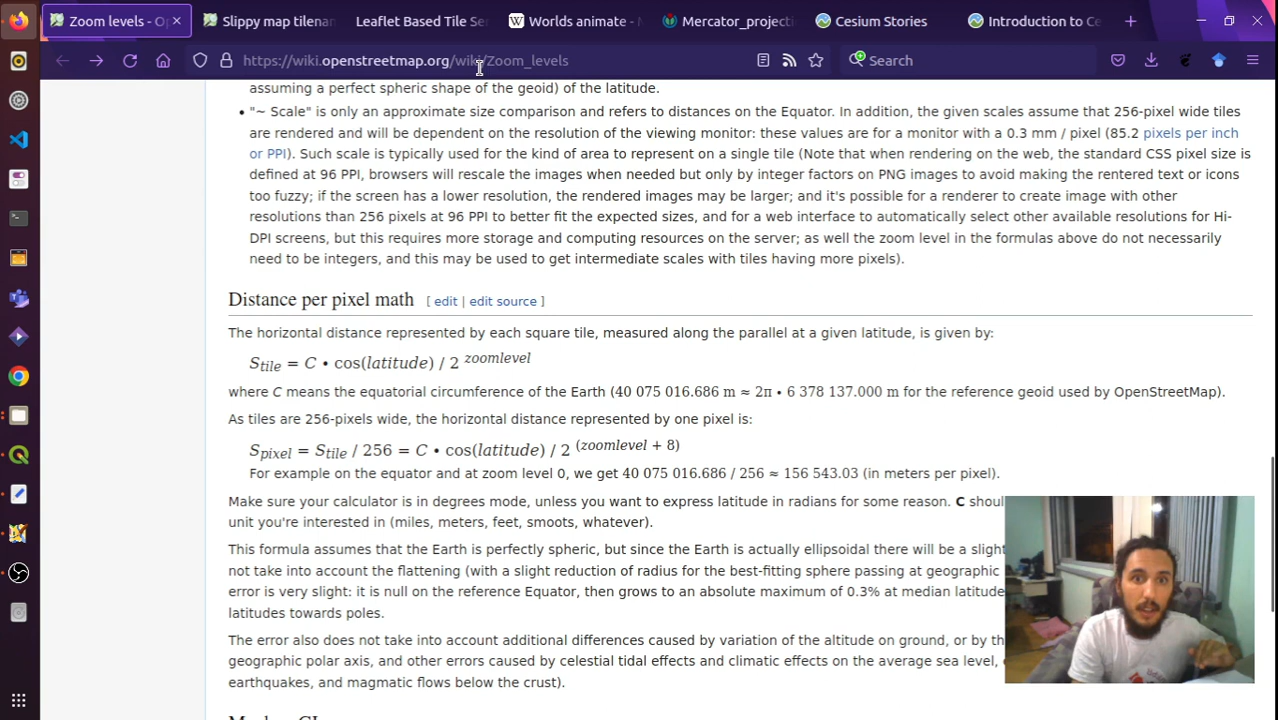 Zoom levels - Op
Slippy map tilenam
Leaflet Based Tile Ser
Worlds animate - M
Mercator_projecti
Cesium Stories
Introduction to Ce
https://wiki.openstreetmap.org/wiki/Zoom_levels
Search
assuming a perfect spheric shape of the geoid) of the latitude.
• "~ Scale" is only an approximate size comparison and refers to distances on the Equator. In addition, the given scales assume that 256-pixel wide tiles
are rendered and will be dependent on the resolution of the viewing monitor: these values are for a monitor with a 0.3 mm / pixel (85.2 pixels per inch
or PPI). Such scale is typically used for the kind of area to represent on a single tile (Note that when rendering on the web, the standard CSS pixel size is
defined at 96 PPI, browsers will rescale the images when needed but only by integer factors on PNG images to avoid making the rentered text or icons
too fuzzy; if the screen has a lower resolution, the rendered images may be larger; and it's possible for a renderer to create image with other
resolutions than 256 pixels at 96 PPI to better fit the expected sizes, and for a web interface to automatically select other available resolutions for Hi-
DPI screens, but this requires more storage and computing resources on the server; as well the zoom level in the formulas above do not necessarily
need to be integers, and this may be used to get intermediate scales with tiles having more pixels).
Distance per pixel math [ edit | edit source ]
The horizontal distance represented by each square tile, measured along the parallel at a given latitude, is given by:
Stile = C • cos(latitude) / 2 zoomlevel
where C means the equatorial circumference of the Earth (40 075 016.686 m ≈ 2π • 6 378 137.000 m for the reference geoid used by OpenStreetMap).
As tiles are 256-pixels wide, the horizontal distance represented by one pixel is:
Spixel = Stile / 256 = C • cos(latitude) / 2 (zoomlevel + 8)
For example on the equator and at zoom level 0, we get 40 075 016.686 / 256 ≈ 156 543.03 (in meters per pixel).
Make sure your calculator is in degrees mode, unless you want to express latitude in radians for some reason. C shoul
unit you're interested in (miles, meters, feet, smoots, whatever).
This formula assumes that the Earth is perfectly spheric, but since the Earth is actually ellipsoidal there will be a slight
not take into account the flattening (with a slight reduction of radius for the best-fitting sphere passing at geographic
error is very slight: it is null on the reference Equator, then grows to an absolute maximum of 0.3% at median latitude
latitudes towards poles.
The error also does not take into account additional differences caused by variation of the altitude on ground, or by th
geographic polar axis, and other errors caused by celestial tidal effects and climatic effects on the average sea level,
earthquakes, and magmatic flows below the crust).